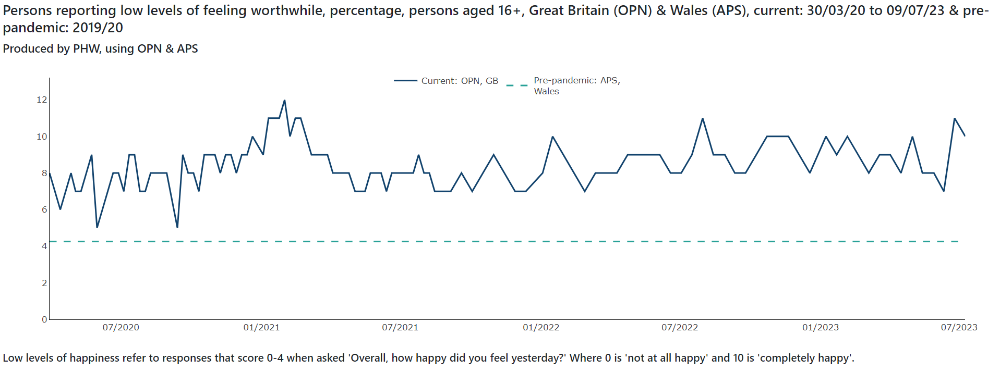 Persons reporting low levels of feeling worthwhile, percentage, persons aged 16+, Great Britain (OPN) & Wales (APS), current: 30/03/20 to 09/07/23 & pre-
pandemic: 2019/20
Produced by PHW, using OPN & APS
Current: OPN, GB
Pre-pandemic: APS,
Wales
12
10
8
6
4
2
0
07/2020
01/2021
07/2021
01/2022
07/2022
01/2023
07/2023
Low levels of happiness refer to responses that score 0-4 when asked 'Overall, how happy did you feel yesterday?' Where 0 is 'not at all happy' and 10 is 'completely happy'.